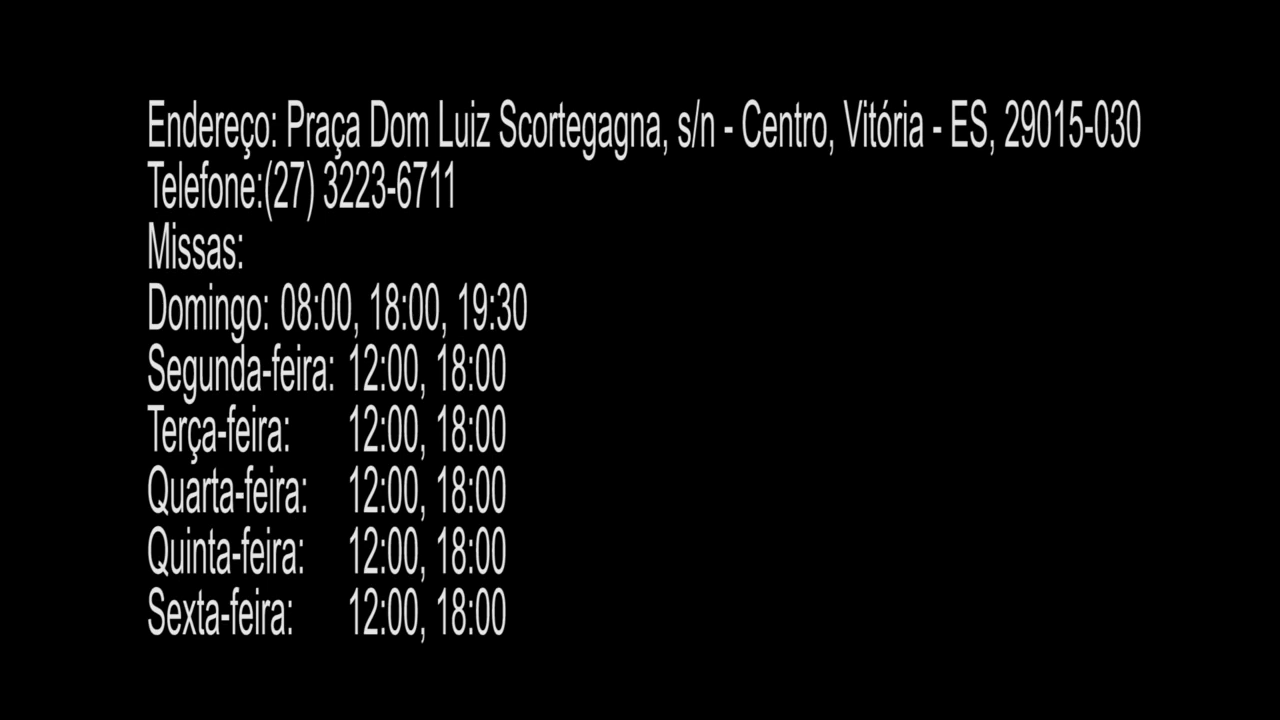 Endereço: Praça Dom Luiz Scortegagna, s/n - Centro, Vitória - ES, 29015-030
Telefone:(27) 3223-6711
Missas:
Domingo: 08:00, 18:00, 19:30
Segunda-feira: 12:00, 18:00
Terça-feira: 12:00, 18:00
Quarta-feira: 12:00, 18:00
Quinta-feira: 12:00, 18:00
Sexta-feira: 12:00, 18:00